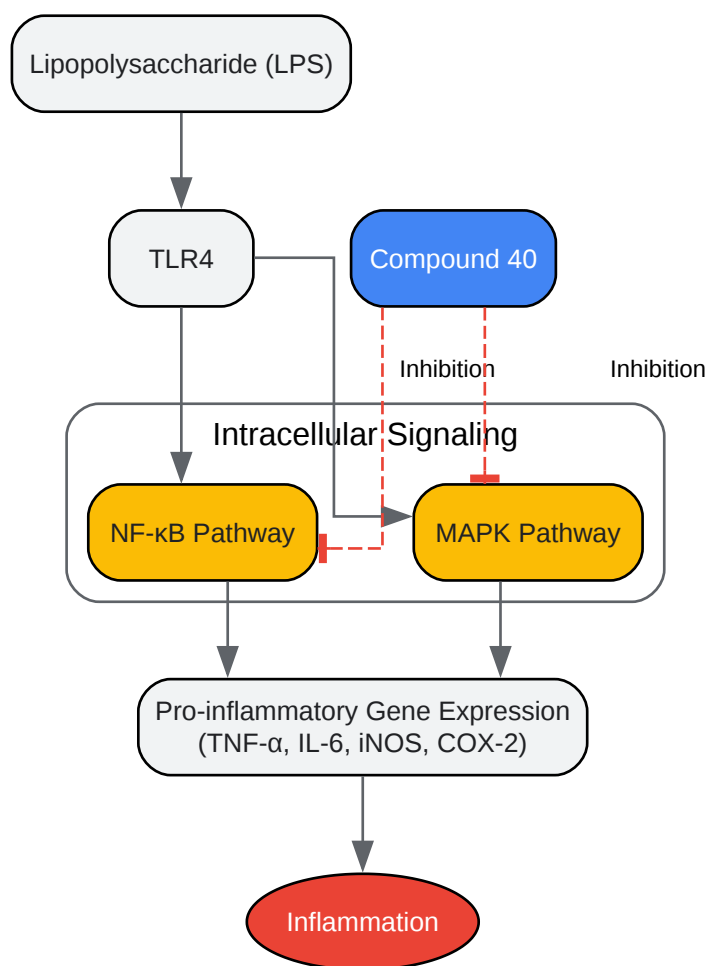 Lipopolysaccharide (LPS)
TLR4
Compound 40
Inhibition
Inhibition
Intracellular Signaling
NF-κB Pathway
MAPK Pathway
Pro-inflammatory Gene Expression
(TNF-α, IL-6, iNOS, COX-2)
Inflammation